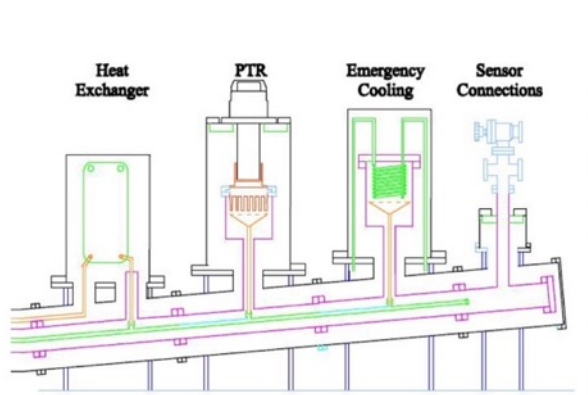 Heat
Exchanger
PTR
Emergency
Cooling
Sensor
Connections